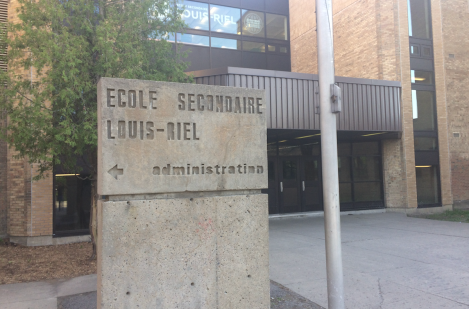 LOUIS-RIEL
ECOLE SECONDAIRE
LOUIS-RIEL
← administration